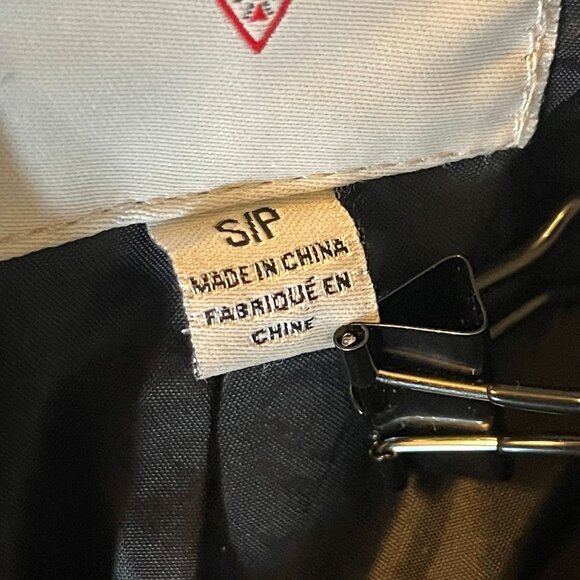 S/P
MADE IN CHINA
FABRIQUÉ EN
CHINE